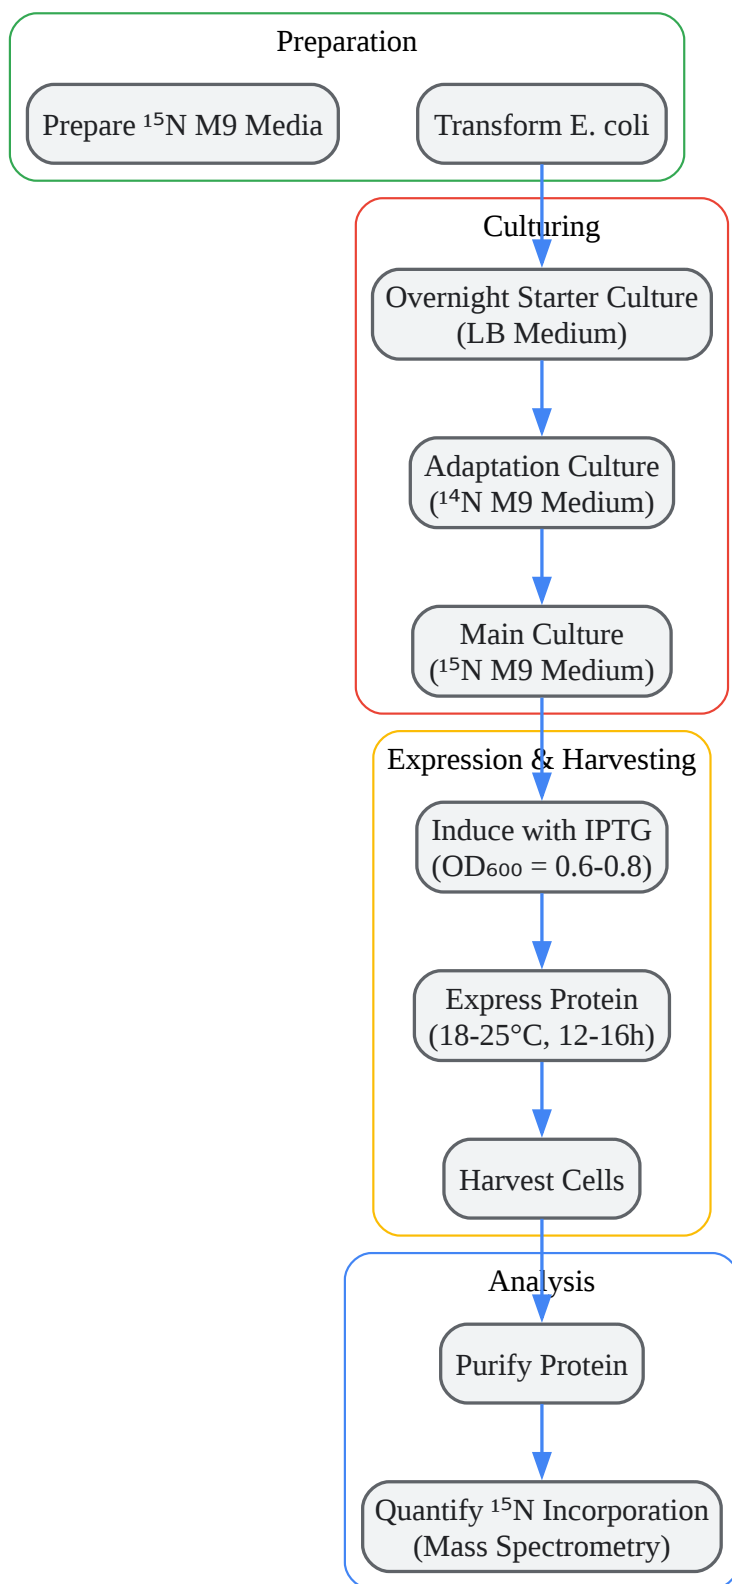 Preparation
Prepare ¹⁵N M9 Media
Transform E. coli
Culturing
Overnight Starter Culture
(LB Medium)
Adaptation Culture
(¹⁴N M9 Medium)
Main Culture
(¹⁵N M9 Medium)
Expression & Harvesting
Induce with IPTG
(OD₆₀₀ = 0.6-0.8)
Express Protein
(18-25°C, 12-16h)
Harvest Cells
Analysis
Purify Protein
Quantify ¹⁵N Incorporation
(Mass Spectrometry)